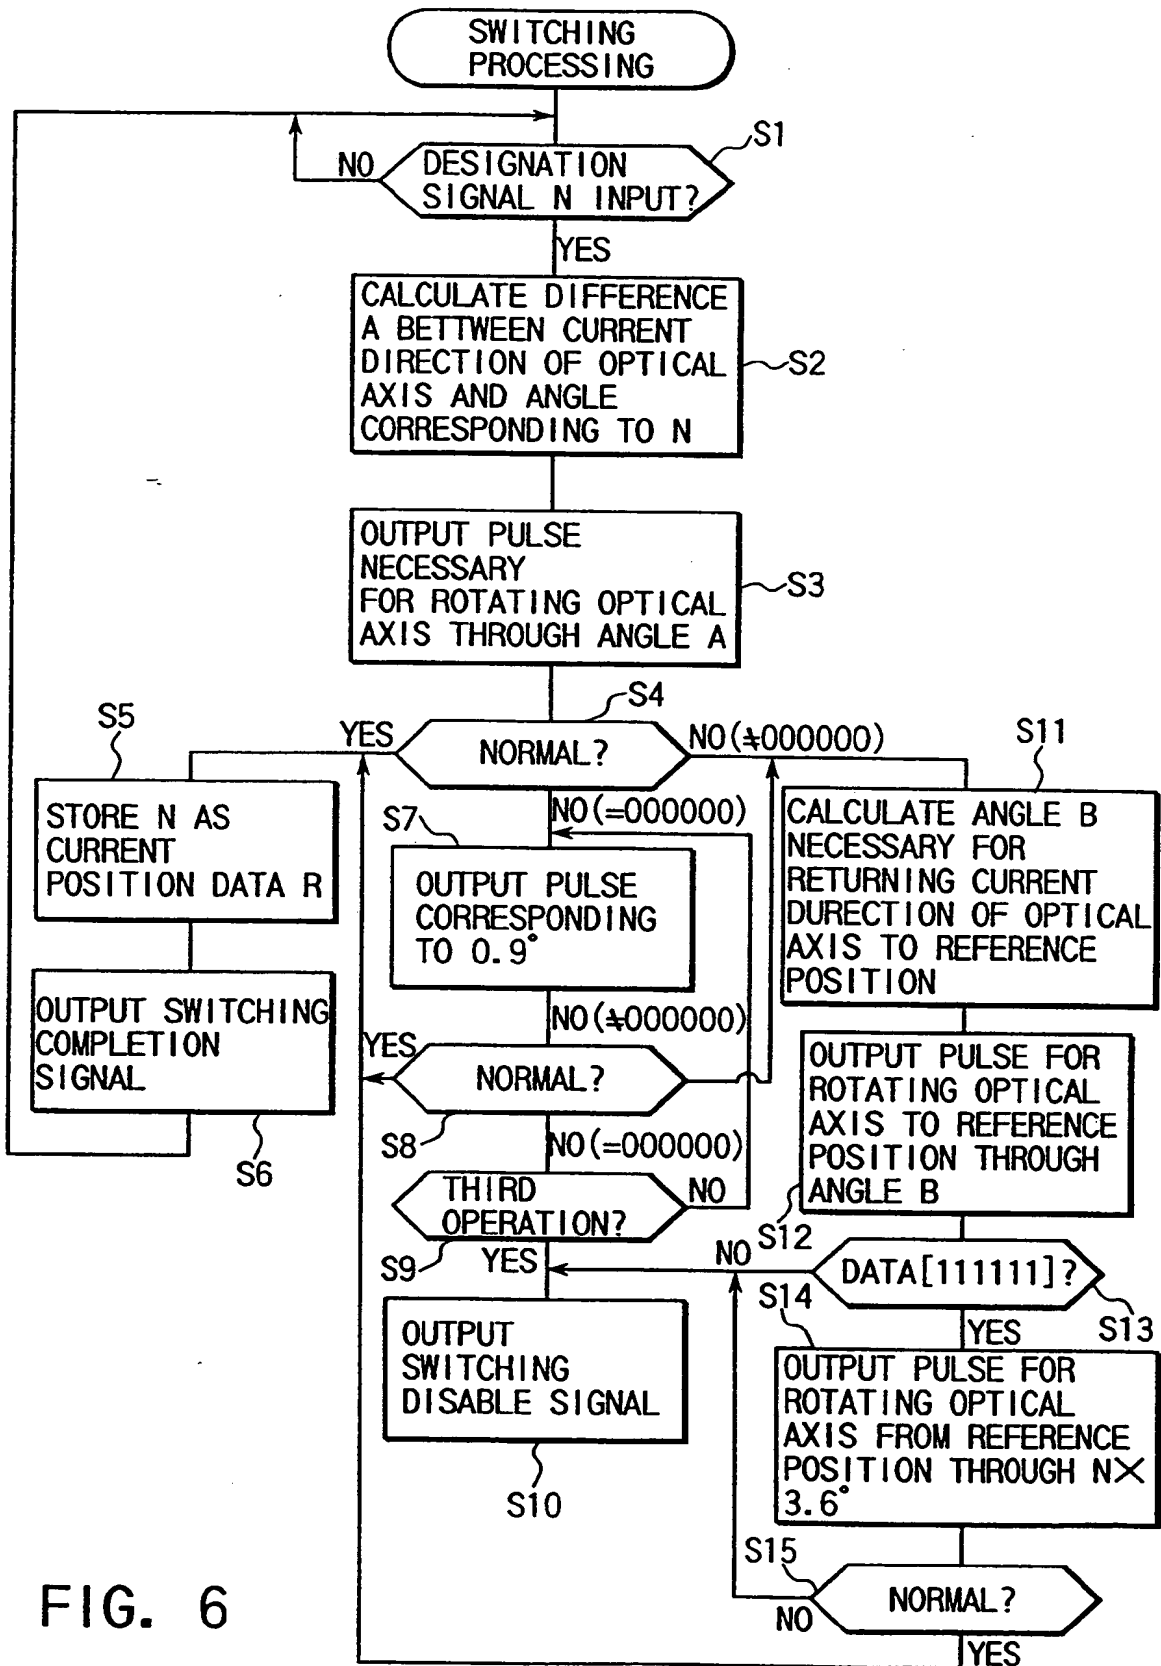 SWITCHING
PROCESSING
S1
NO
DESIGNATION
SIGNAL N INPUT?
YES
CALCULATE DIFFERENCE
A BETTWEEN CURRENT
DIRECTION OF OPTICAL
AXIS AND ANGLE
CORRESPONDING TO N
S2
OUTPUT PULSE
NECESSARY
FOR ROTATING OPTICAL
AXIS THROUGH ANGLE A
S3
S4
YES
NORMAL?
NO(≠000000)
S5
STORE N AS
CURRENT
POSITION DATA R
OUTPUT SWITCHING
COMPLETION
SIGNAL
S6
NO(=000000)
S7
OUTPUT PULSE
CORRESPONDING
TO 0.9°
NO(≠000000)
YES
NORMAL?
S8
NO(=000000)
THIRD
OPERATION?
NO
S9
YES
OUTPUT
SWITCHING
DISABLE SIGNAL
S10
S11
CALCULATE ANGLE B
NECESSARY FOR
RETURNING CURRENT
DURECTION OF OPTICAL
AXIS TO REFERENCE
POSITION
OUTPUT PULSE FOR
ROTATING OPTICAL
AXIS TO REFERENCE
POSITION THROUGH
ANGLE B
S12
NO
DATA[111111]?
S13
YES
S14
OUTPUT PULSE FOR
ROTATING OPTICAL
AXIS FROM REFERENCE
POSITION THROUGH N×
3.6°
S15
NORMAL?
NO
YES
FIG. 6